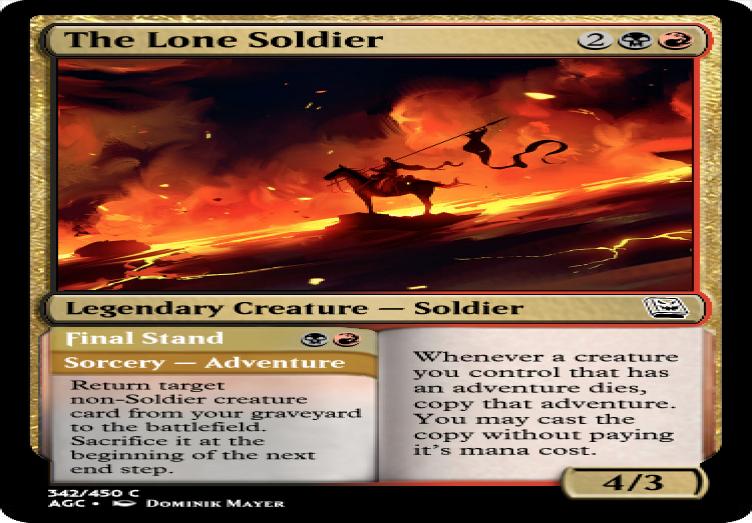 The Lone Soldier 2
Legendary Creature — Soldier
Final Stand
Sorcery — Adventure
Return target
non-Soldier creature
card from your graveyard
to the battlefield.
Sacrifice it at the
beginning of the next
end step.
Whenever a creature
you control that has
an adventure dies,
copy that adventure.
You may cast the
copy without paying
it's mana cost.
4/3
342/450 C
AGC • Dominik Mayer